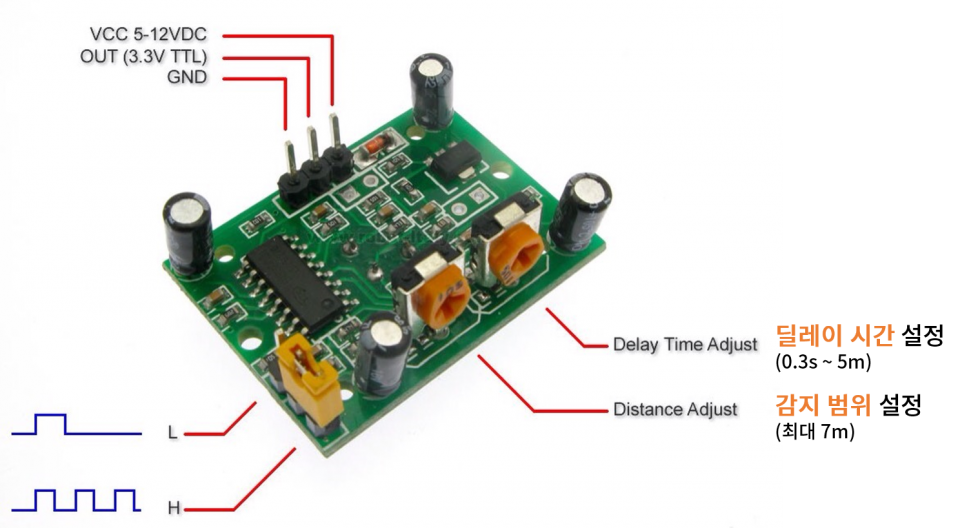 VCC 5-12VDC
OUT (3.3V TTL)
GND
Delay Time Adjust
딜레이 시간 설정
(0.3s ~ 5m)
Distance Adjust
감지 범위 설정
(최대 7m)
L
H